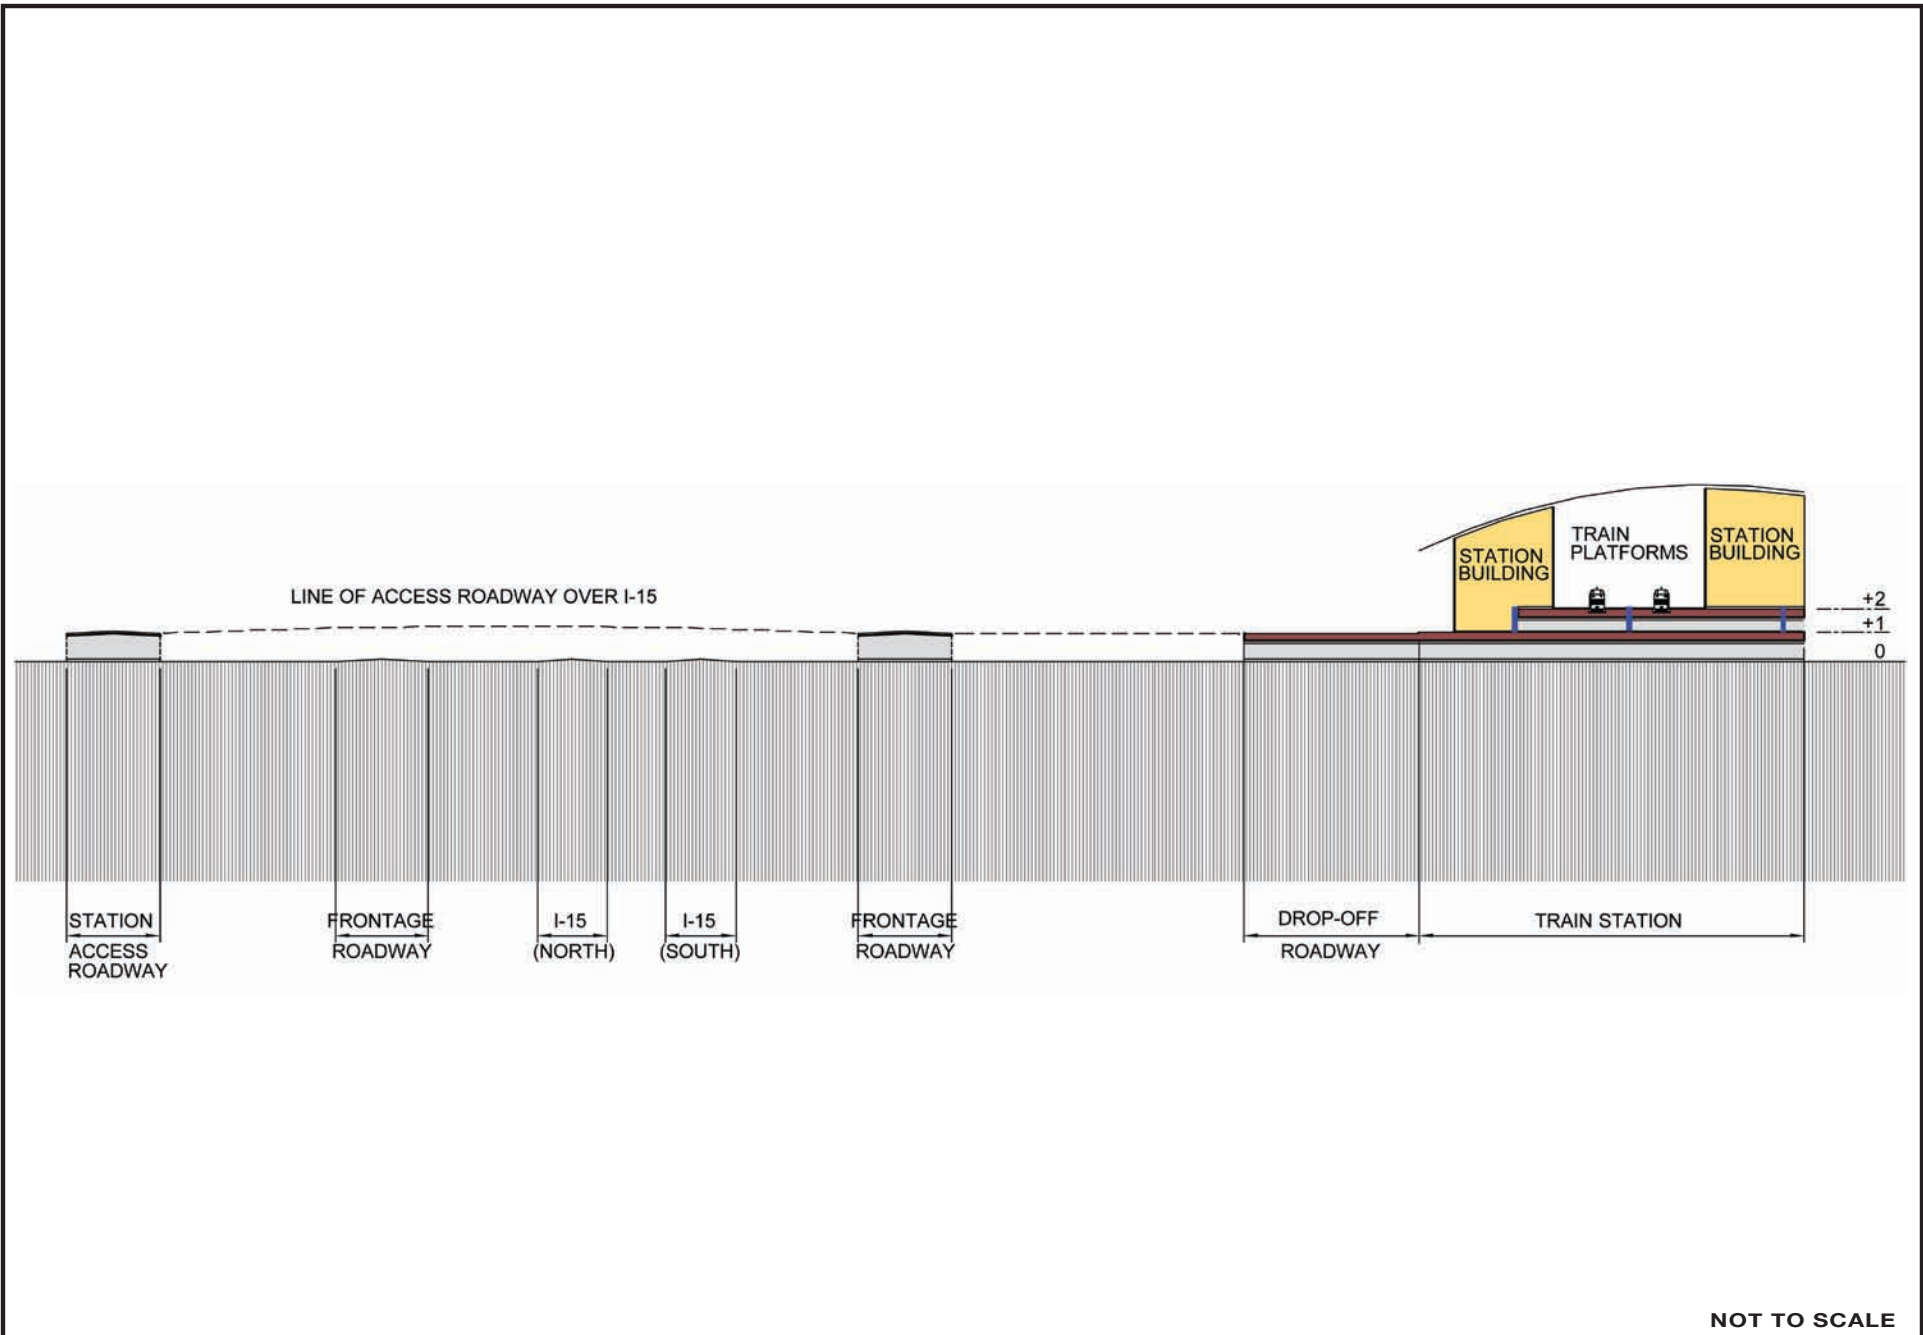 TRAIN
PLATFORMS
STATION
BUILDING
STATION
BUILDING
LINE OF ACCESS ROADWAY OVER I-15
+2
+1
0
STATION
ACCESS
ROADWAY
FRONTAGE
ROADWAY
I-15
(NORTH)
I-15
(SOUTH)
FRONTAGE
ROADWAY
DROP-OFF
ROADWAY
TRAIN STATION
NOT TO SCALE